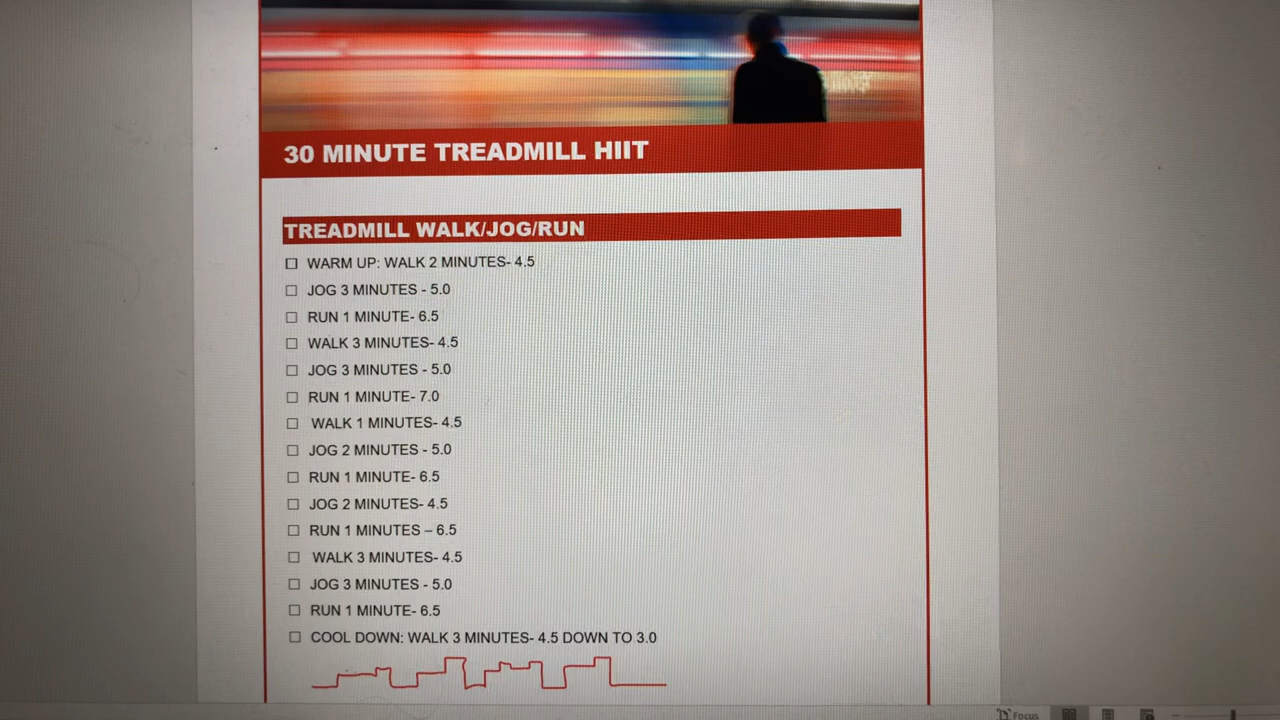 30 MINUTE TREADMILL HIIT
TREADMILL WALK/JOG/RUN
☐ WARM UP: WALK 2 MINUTES- 4.5
☐ JOG 3 MINUTES - 5.0
☐ RUN 1 MINUTE- 6.5
☐ WALK 3 MINUTES- 4.5
☐ JOG 3 MINUTES - 5.0
☐ RUN 1 MINUTE- 7.0
☐ WALK 1 MINUTES- 4.5
☐ JOG 2 MINUTES - 5.0
☐ RUN 1 MINUTE- 6.5
☐ JOG 2 MINUTES- 4.5
☐ RUN 1 MINUTES – 6.5
☐ WALK 3 MINUTES- 4.5
☐ JOG 3 MINUTES - 5.0
☐ RUN 1 MINUTE- 6.5
☐ COOL DOWN: WALK 3 MINUTES- 4.5 DOWN TO 3.0
Focus